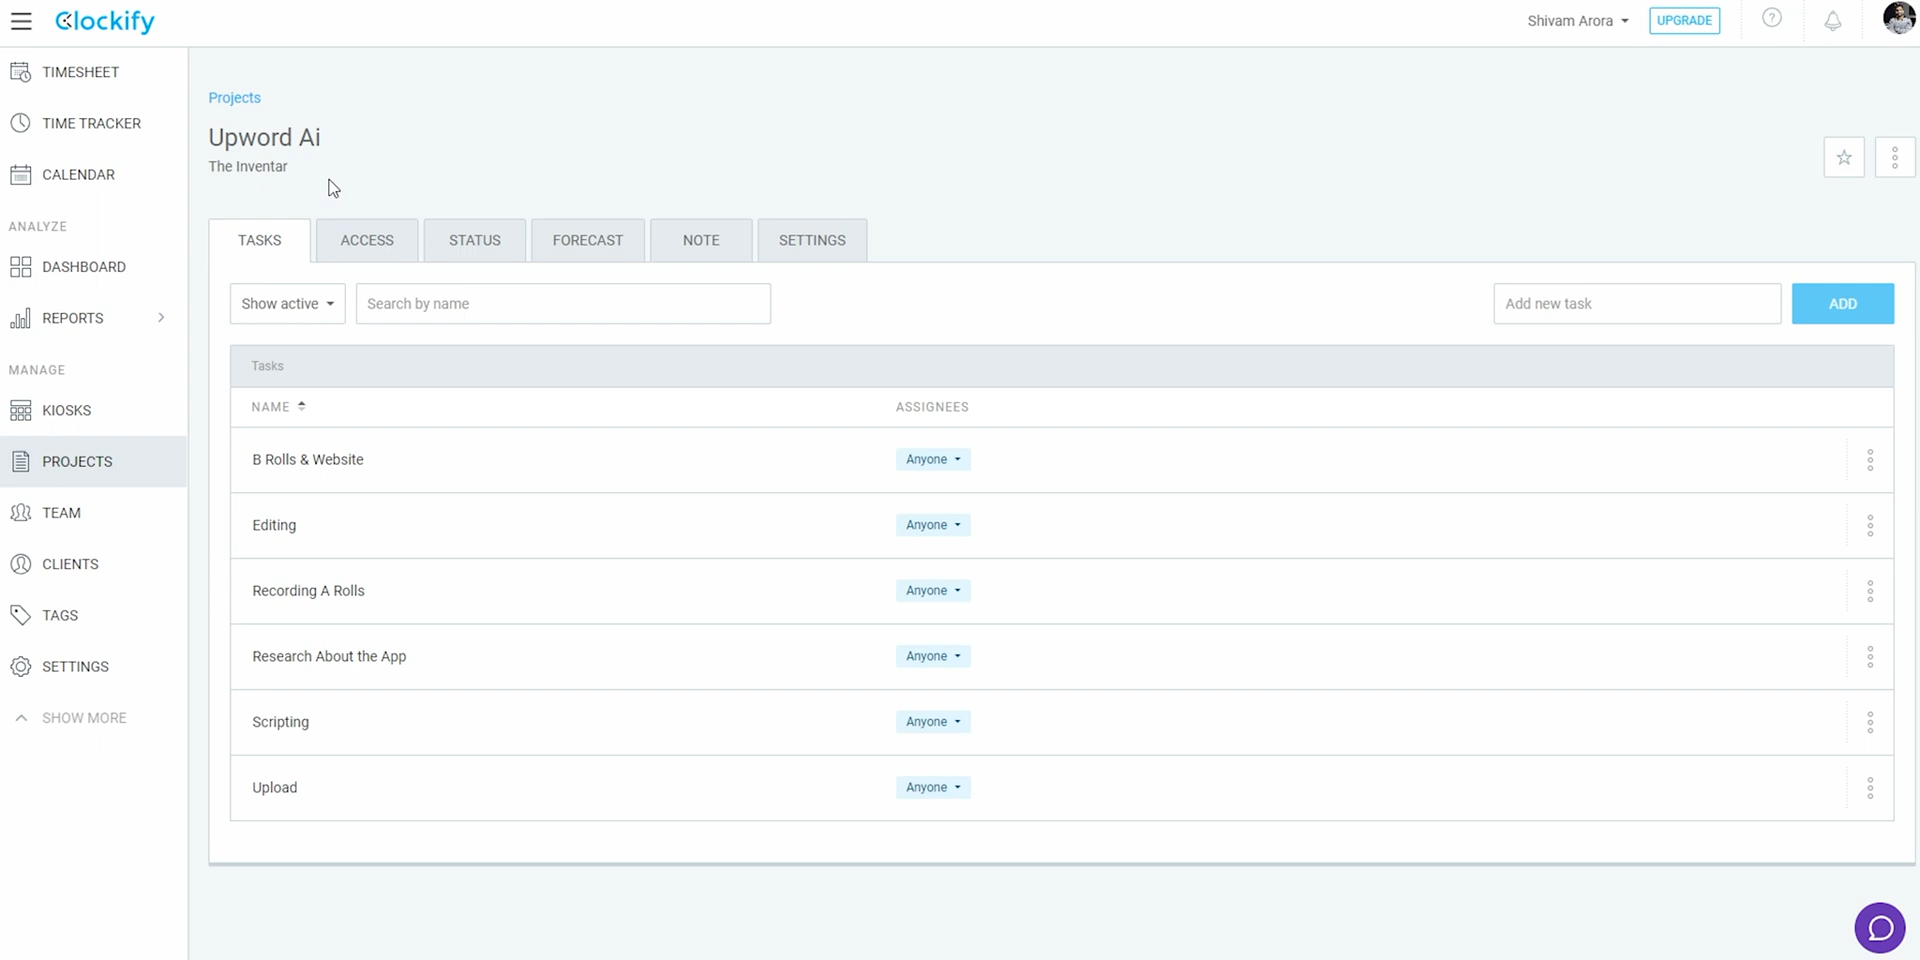 Clockify
Shivam Arora
UPGRADE
TIMESHEET
TIME TRACKER
CALENDAR
ANALYZE
DASHBOARD
REPORTS
MANAGE
KIOSKS
PROJECTS
TEAM
CLIENTS
TAGS
SETTINGS
SHOW MORE
Projects
Upword Ai
The Inventar
TASKS
ACCESS
STATUS
FORECAST
NOTE
SETTINGS
Show active
Search by name
Add new task
ADD
Tasks
NAME
ASSIGNEES
B Rolls & Website
Anyone
Editing
Anyone
Recording A Rolls
Anyone
Research About the App
Anyone
Scripting
Anyone
Upload
Anyone